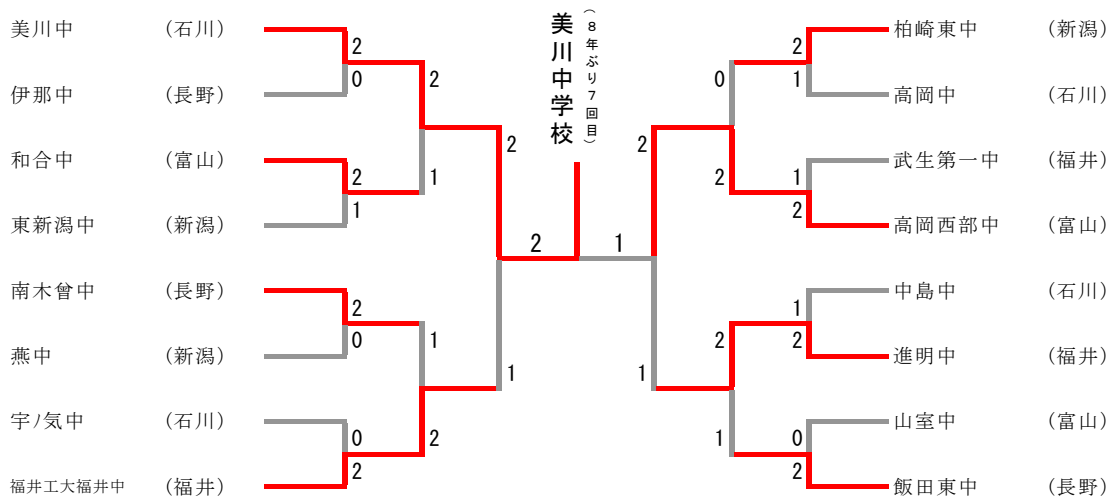 美川中 (石川)
伊那中 (長野)
和合中 (富山)
東新潟中 (新潟)
南木曾中 (長野)
燕中 (新潟)
宇ノ気中 (石川)
福井工大福井中 (福井)
2
0
2
1
2
0
0
2
2
1
1
2
2
1
2
美川中学校
(8年ぶり7回目)
1
2
1
0
2
2
1
2
1
1
2
1
2
0
2
柏崎東中 (新潟)
高岡中 (石川)
武生第一中 (福井)
高岡西部中 (富山)
中島中 (石川)
進明中 (福井)
山室中 (富山)
飯田東中 (長野)